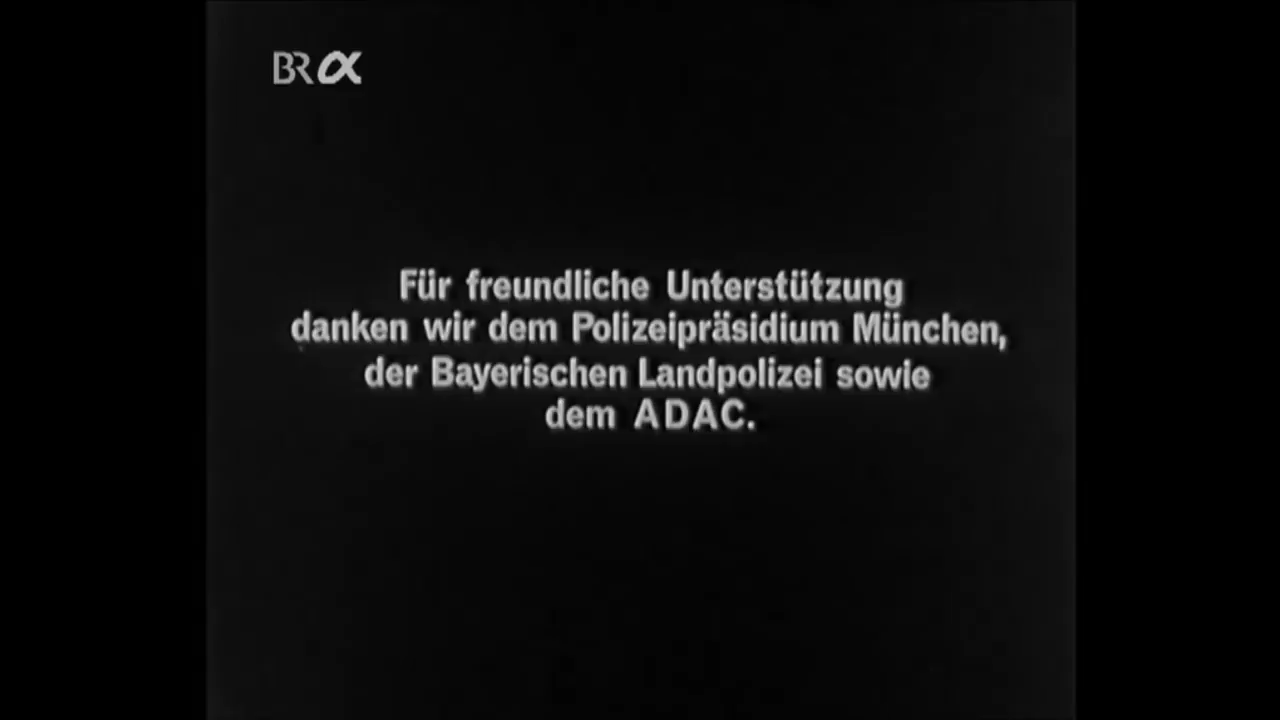 BRα
Für freundliche Unterstützung
danken wir dem Polizeipräsidium München,
der Bayerischen Landpolizei sowie
dem ADAC.